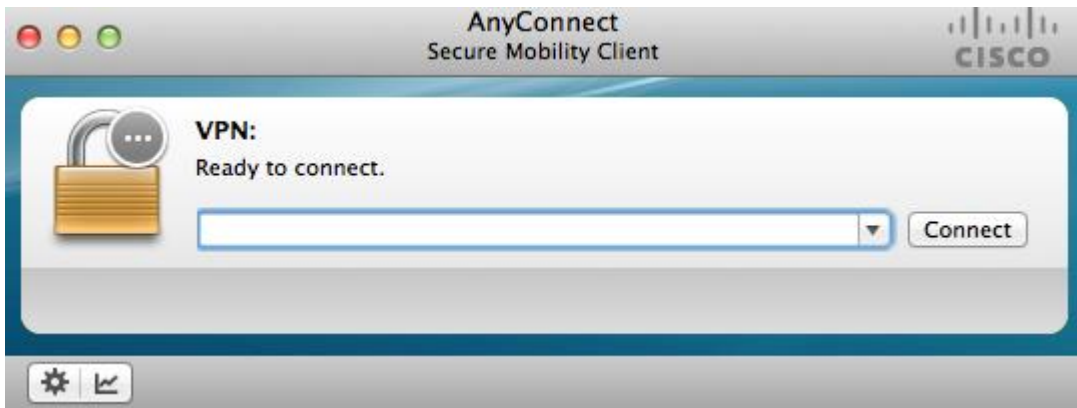 AnyConnect
Secure Mobility Client
CISCO
VPN:
Ready to connect.
Connect